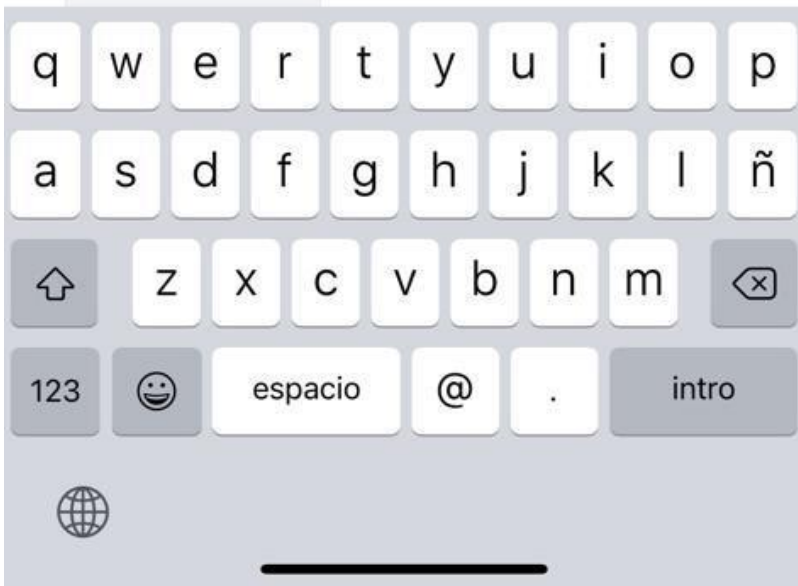 q w e r t y u i o p
a s d f g h j k l ñ
z x c v b n m
123 espacio @ . intro